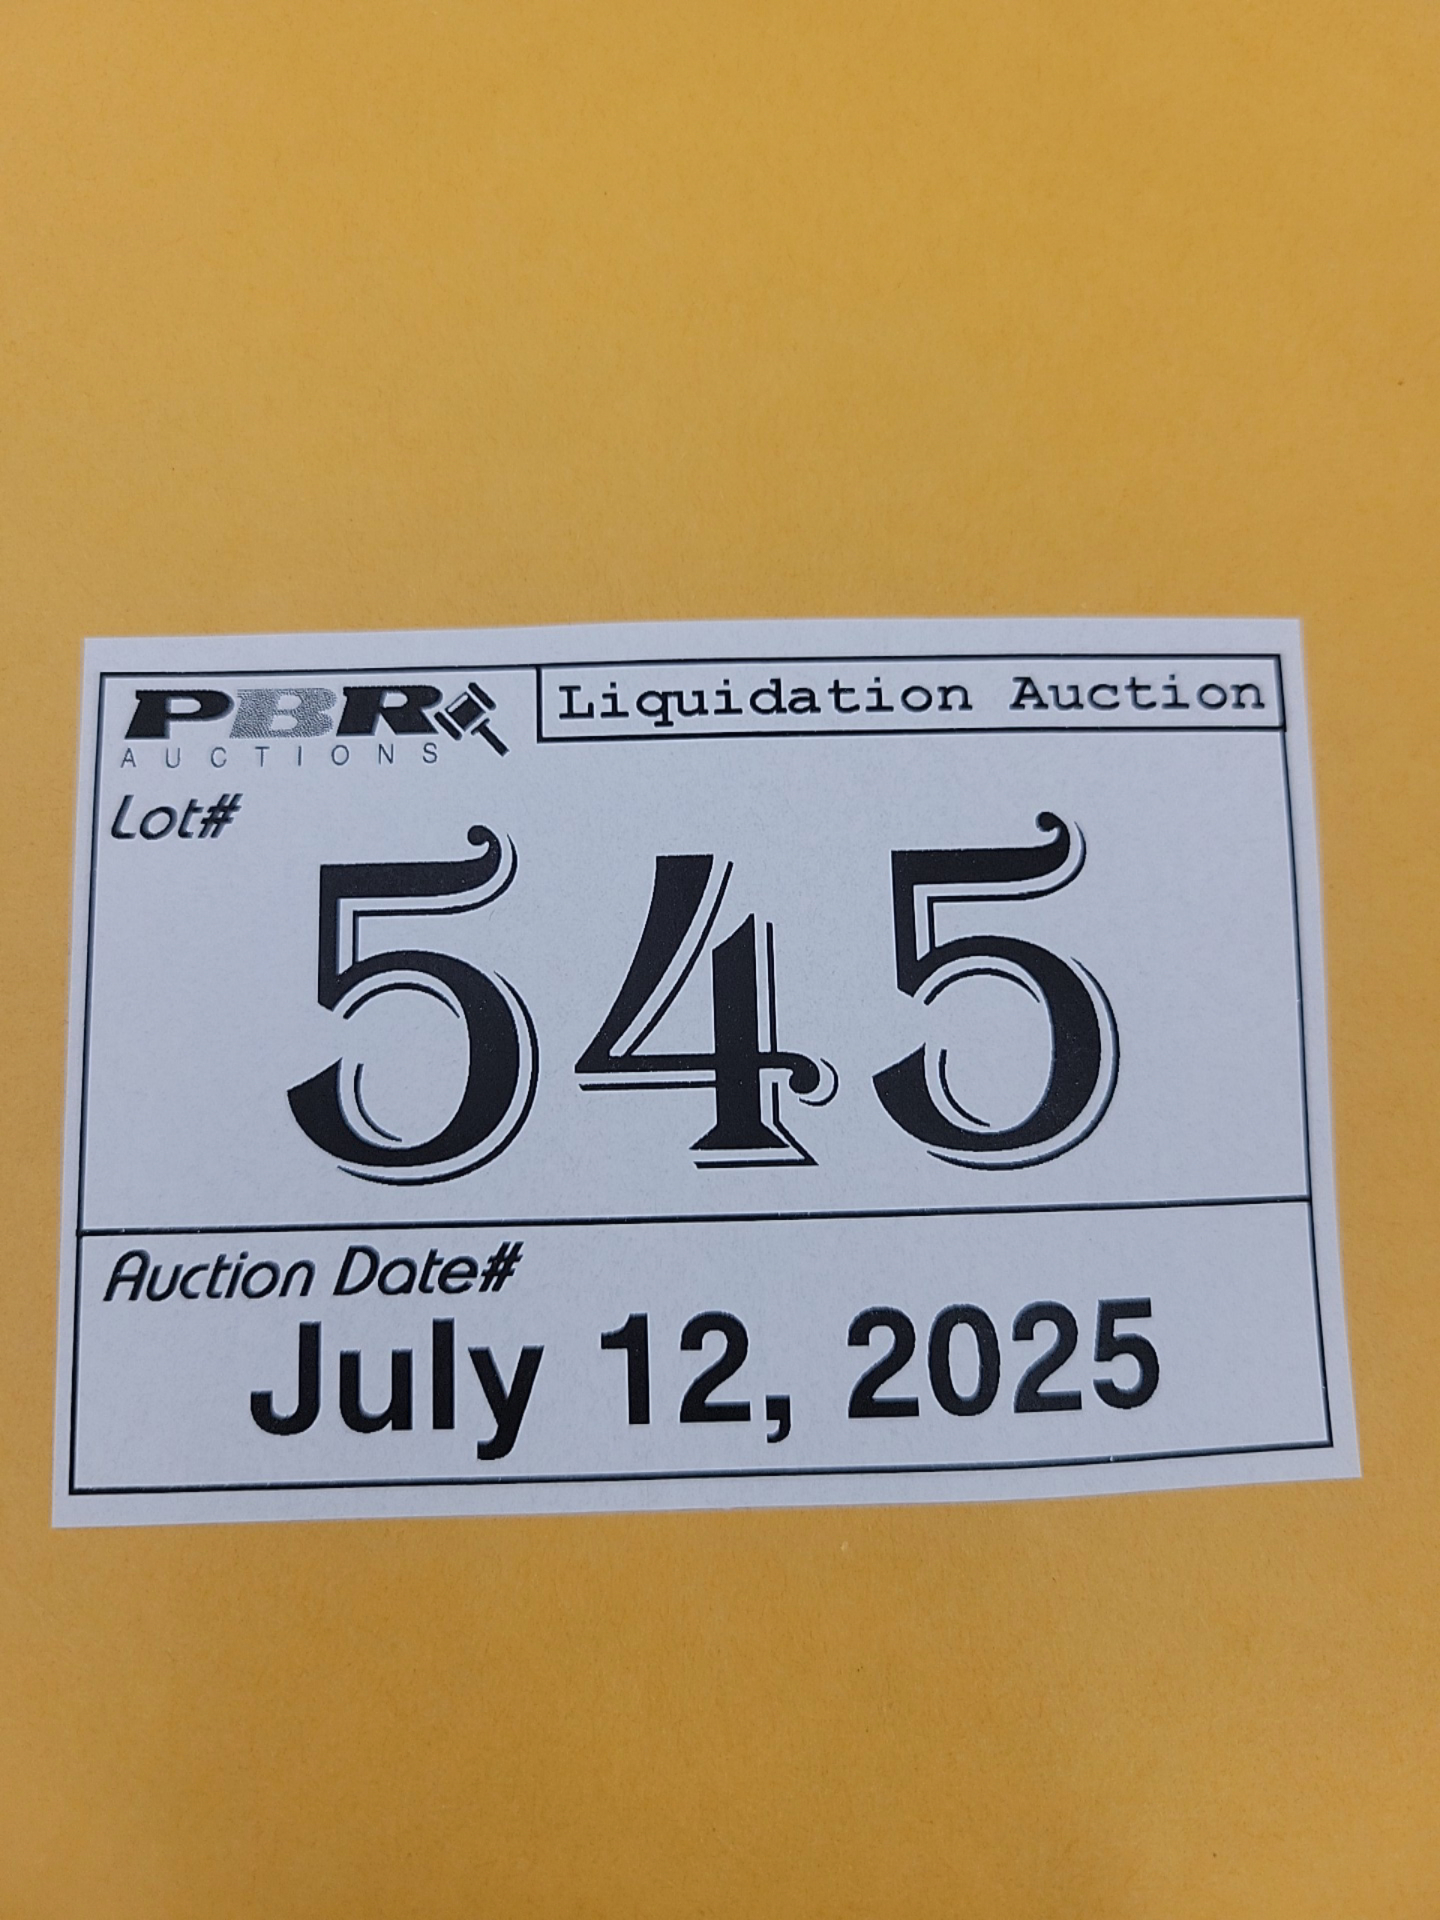 PBR
AUCTIONS
Liquidation Auction
Lot#
545
Auction Date#
July 12, 2025